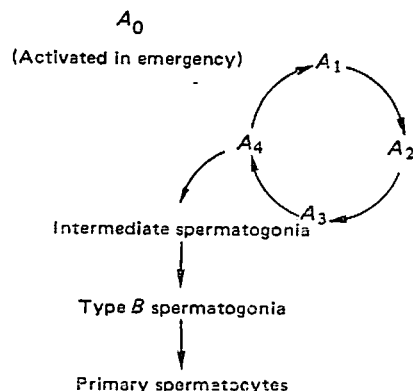 A0
(Activated in emergency)
A1
A4
A2
A3
Intermediate spermatogonia
Type B spermatogonia
Primary spermatocytes